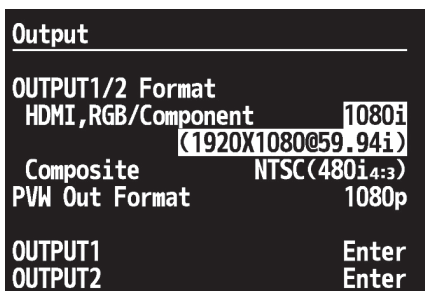 Output
OUTPUT1/2 Format
HDMI,RGB/Component 1080i
(1920X1080@59.94i)
Composite NTSC(480i4:3)
PVW Out Format 1080p
OUTPUT1 Enter
OUTPUT2 Enter